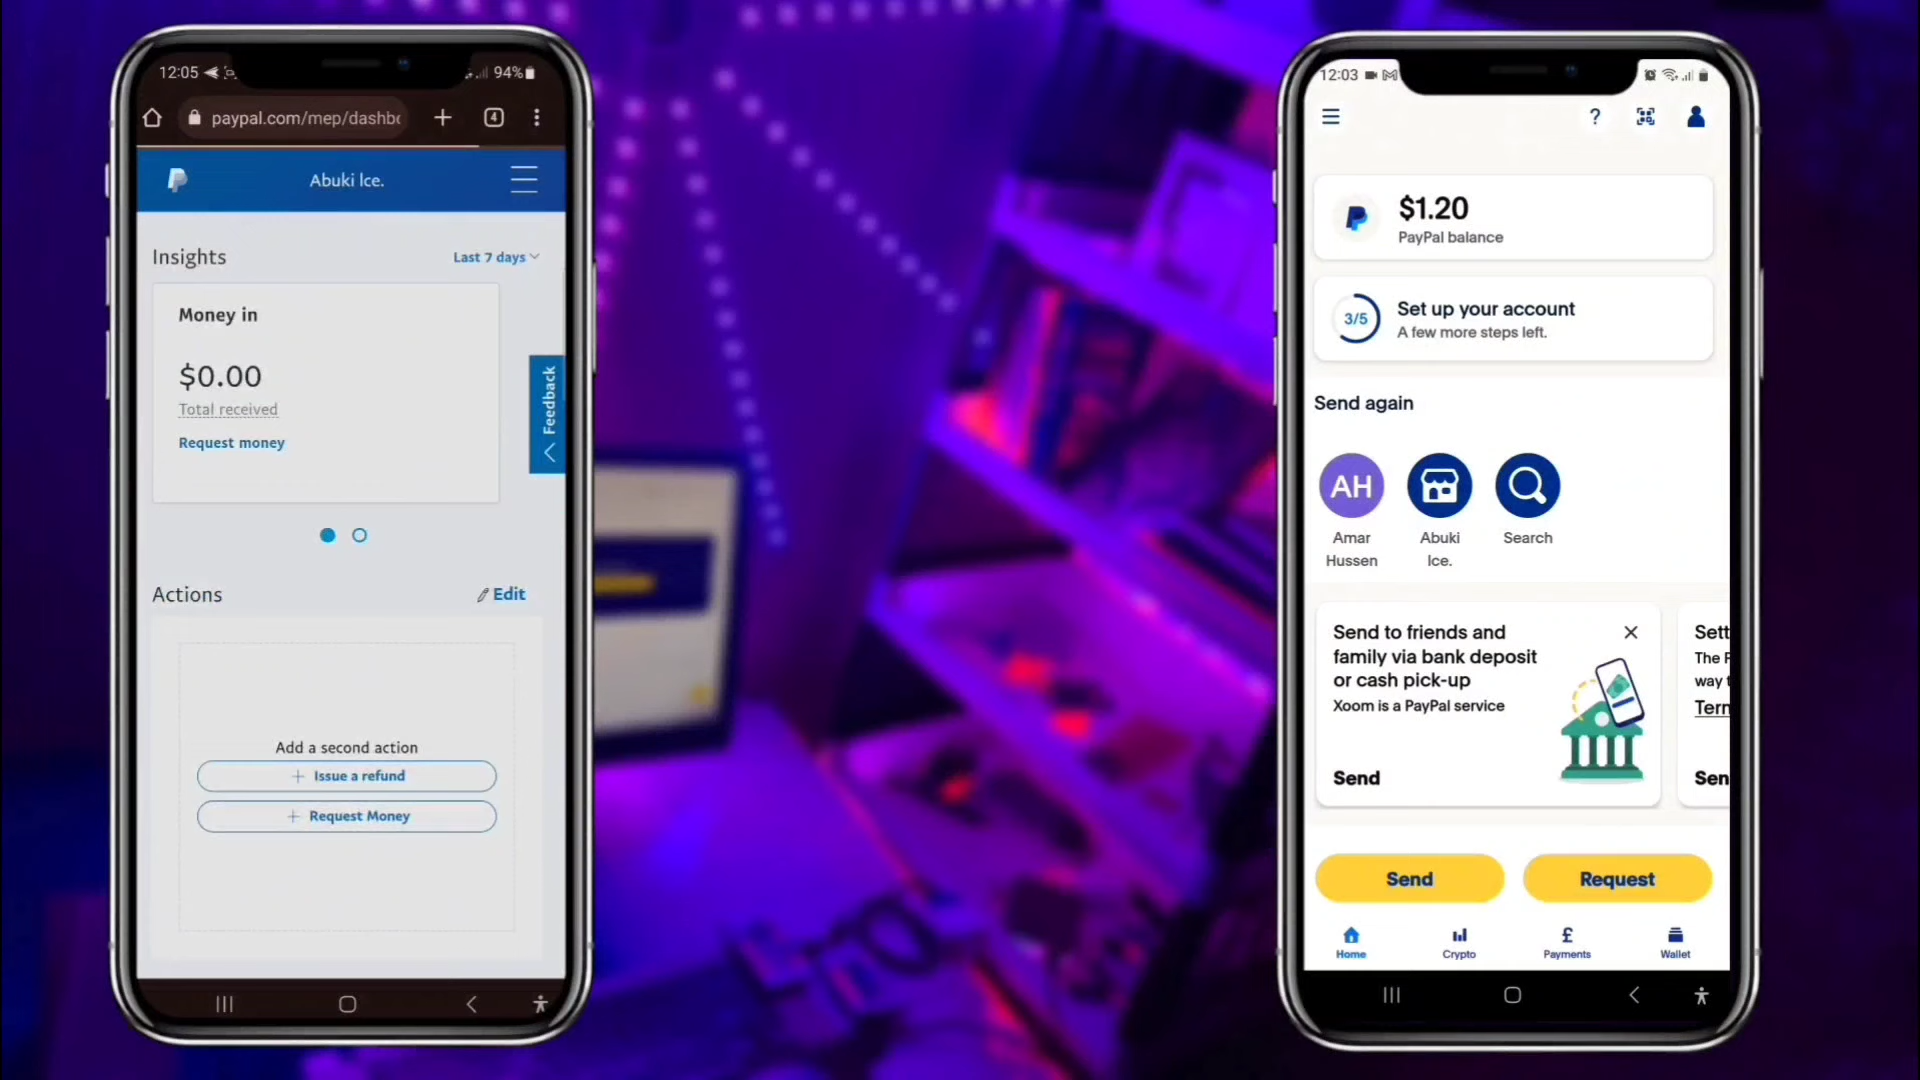 12:05
94%
paypal.com/mep/dashbo
4
Abuki Ice.
Insights
Last 7 days
Money in
$0.00
Total received
Request money
Feedback
Actions
Edit
Add a second action
+ Issue a refund
+ Request Money
12:03
?
$1.20
PayPal balance
3/5
Set up your account
A few more steps left.
Send again
AH
Amar
Hussen
Abuki
Ice.
Search
Send to friends and
family via bank deposit
or cash pick-up
Xoom is a PayPal service
Send
Sett
The P
way t
Tern
Sen
Send
Request
Home
Crypto
£
Payments
Wallet